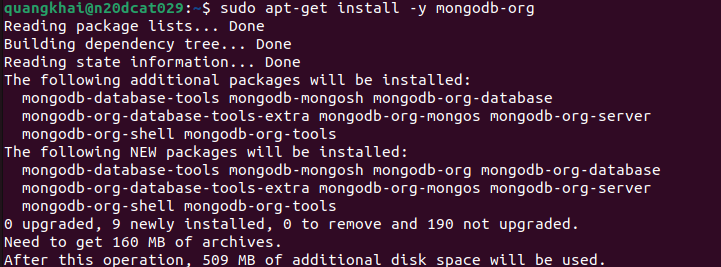 quangkhai@n20dcat029:~$ sudo apt-get install -y mongodb-org
Reading package lists... Done
Building dependency tree... Done
Reading state information... Done
The following additional packages will be installed:
  mongodb-database-tools mongodb-mongosh mongodb-org-database
  mongodb-org-database-tools-extra mongodb-org-mongos mongodb-org-server
  mongodb-org-shell mongodb-org-tools
The following NEW packages will be installed:
  mongodb-database-tools mongodb-mongosh mongodb-org mongodb-org-database
  mongodb-org-database-tools-extra mongodb-org-mongos mongodb-org-server
  mongodb-org-shell mongodb-org-tools
0 upgraded, 9 newly installed, 0 to remove and 190 not upgraded.
Need to get 160 MB of archives.
After this operation, 509 MB of additional disk space will be used.